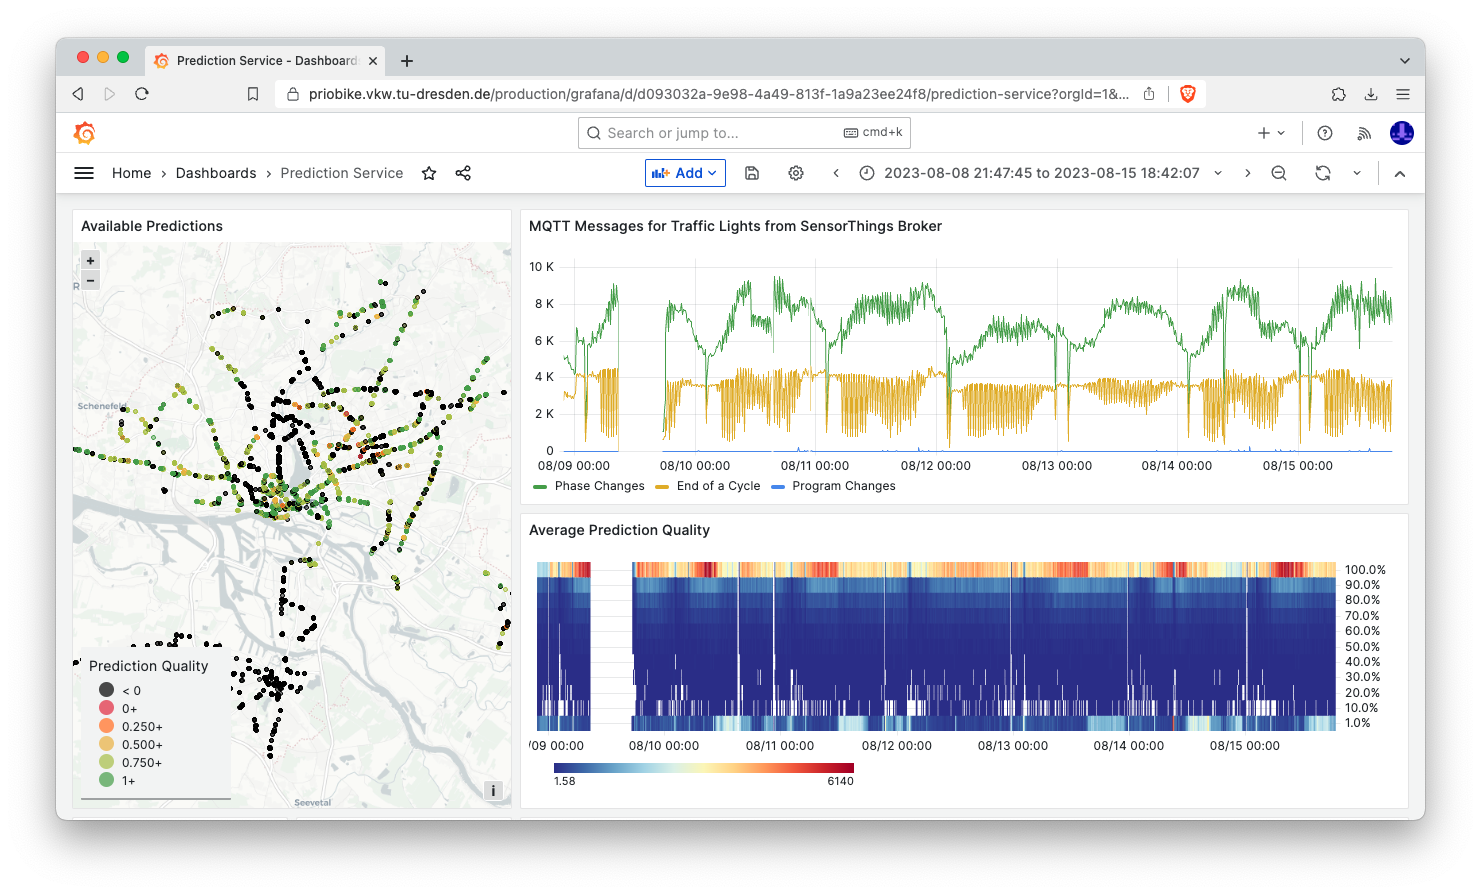 Prediction Service - Dashboards
priobike.vkw.tu-dresden.de/production/grafana/d/d093032a-9e98-4a49-813f-1a9a23ee24f8/prediction-service?orgId=1&...
Search or jump to...
cmd+k
Home
Dashboards
Prediction Service
Add
2023-08-08 21:47:45 to 2023-08-15 18:42:07
Available Predictions
+
−
R
Schenefeld
Prediction Quality
< 0
0+
0.250+
0.500+
0.750+
1+
i
Seevetal
MQTT Messages for Traffic Lights from SensorThings Broker
10 K
8 K
6 K
4 K
2 K
0
08/09 00:00 08/10 00:00 08/11 00:00 08/12 00:00 08/13 00:00 08/14 00:00 08/15 00:00
Phase Changes End of a Cycle Program Changes
Average Prediction Quality
100.0%
90.0%
80.0%
70.0%
60.0%
50.0%
40.0%
30.0%
20.0%
10.0%
1.0%
/09 00:00 08/10 00:00 08/11 00:00 08/12 00:00 08/13 00:00 08/14 00:00 08/15 00:00
1.58 6140